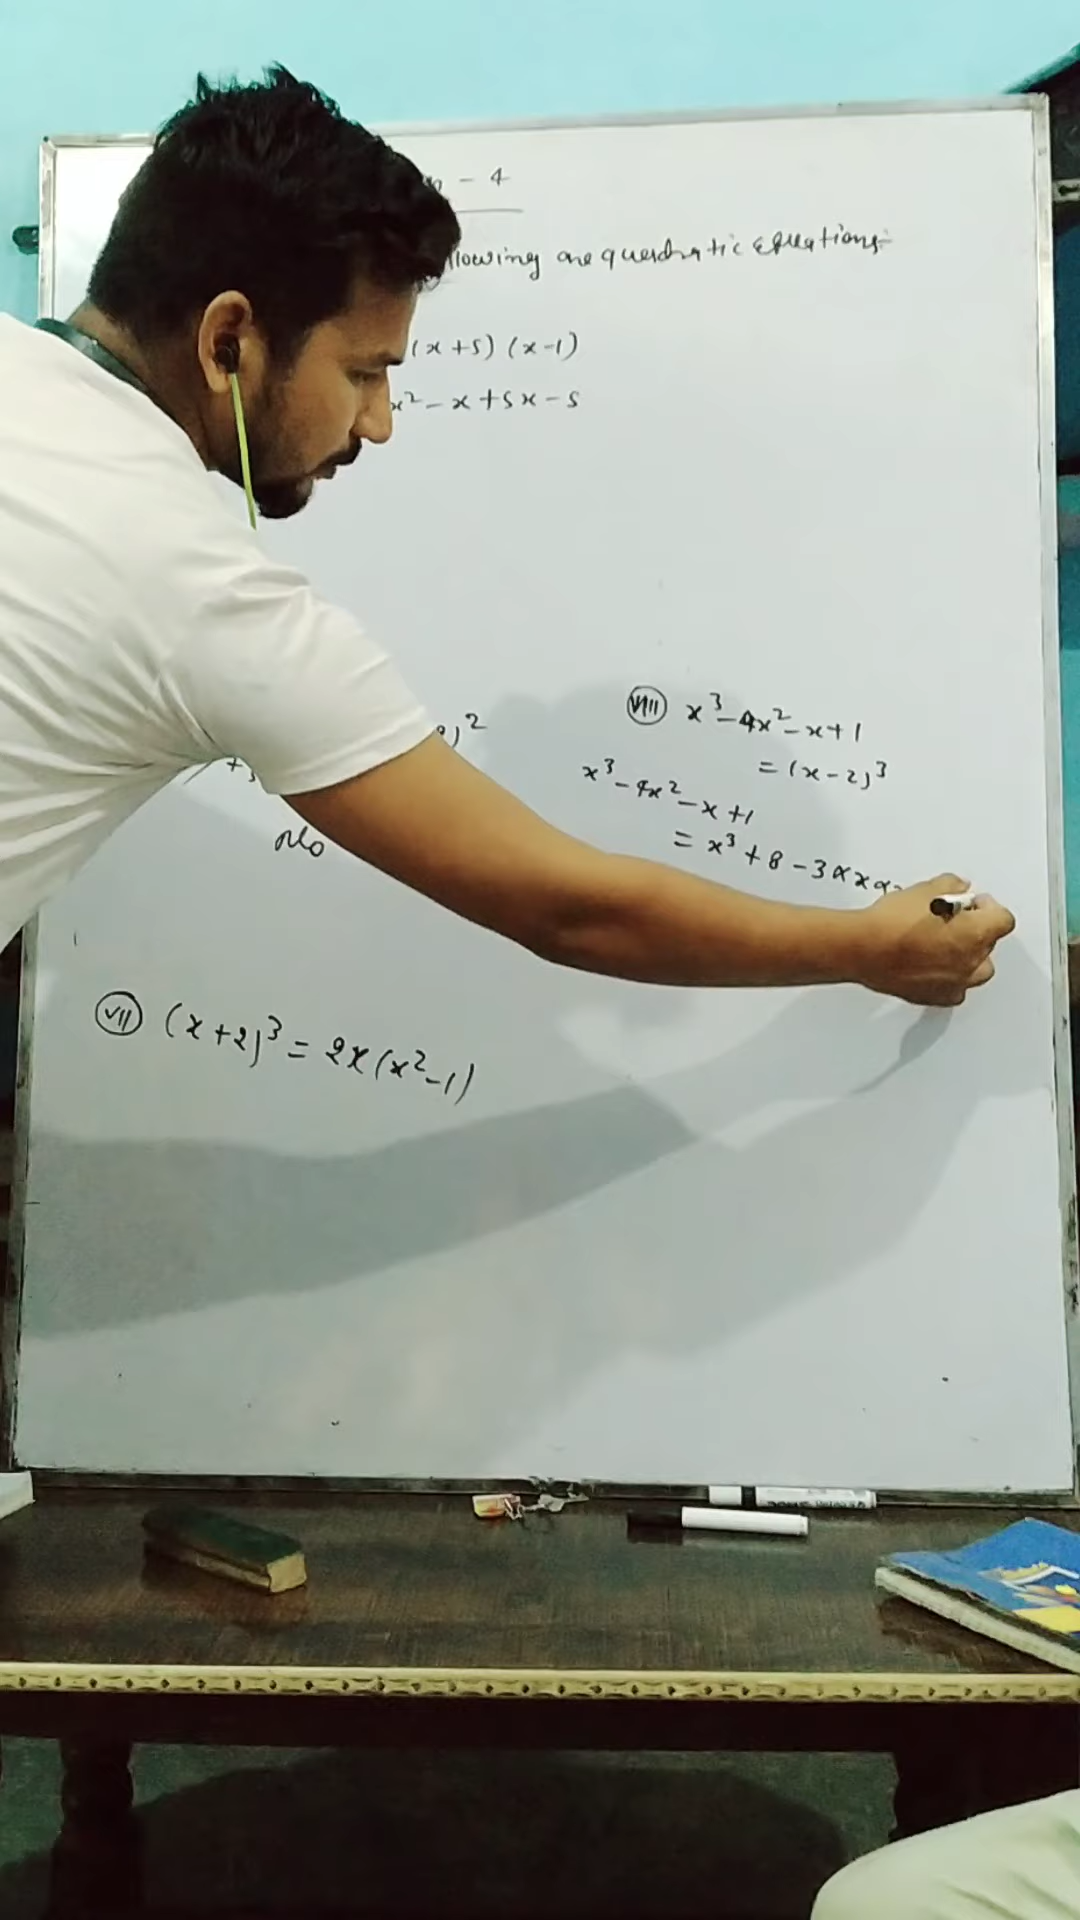 - 4
llowing are quadratic equations:-
(x+5) (x-1)
x² - x + 5x - 5
)²
No
(VIII) x³ - 4x² - x + 1
= (x-2)³
x³ - 4x² - x + 1
= x³ + 8 - 3 × x ×
(VII) (x+2)³ = 2x(x²-1)